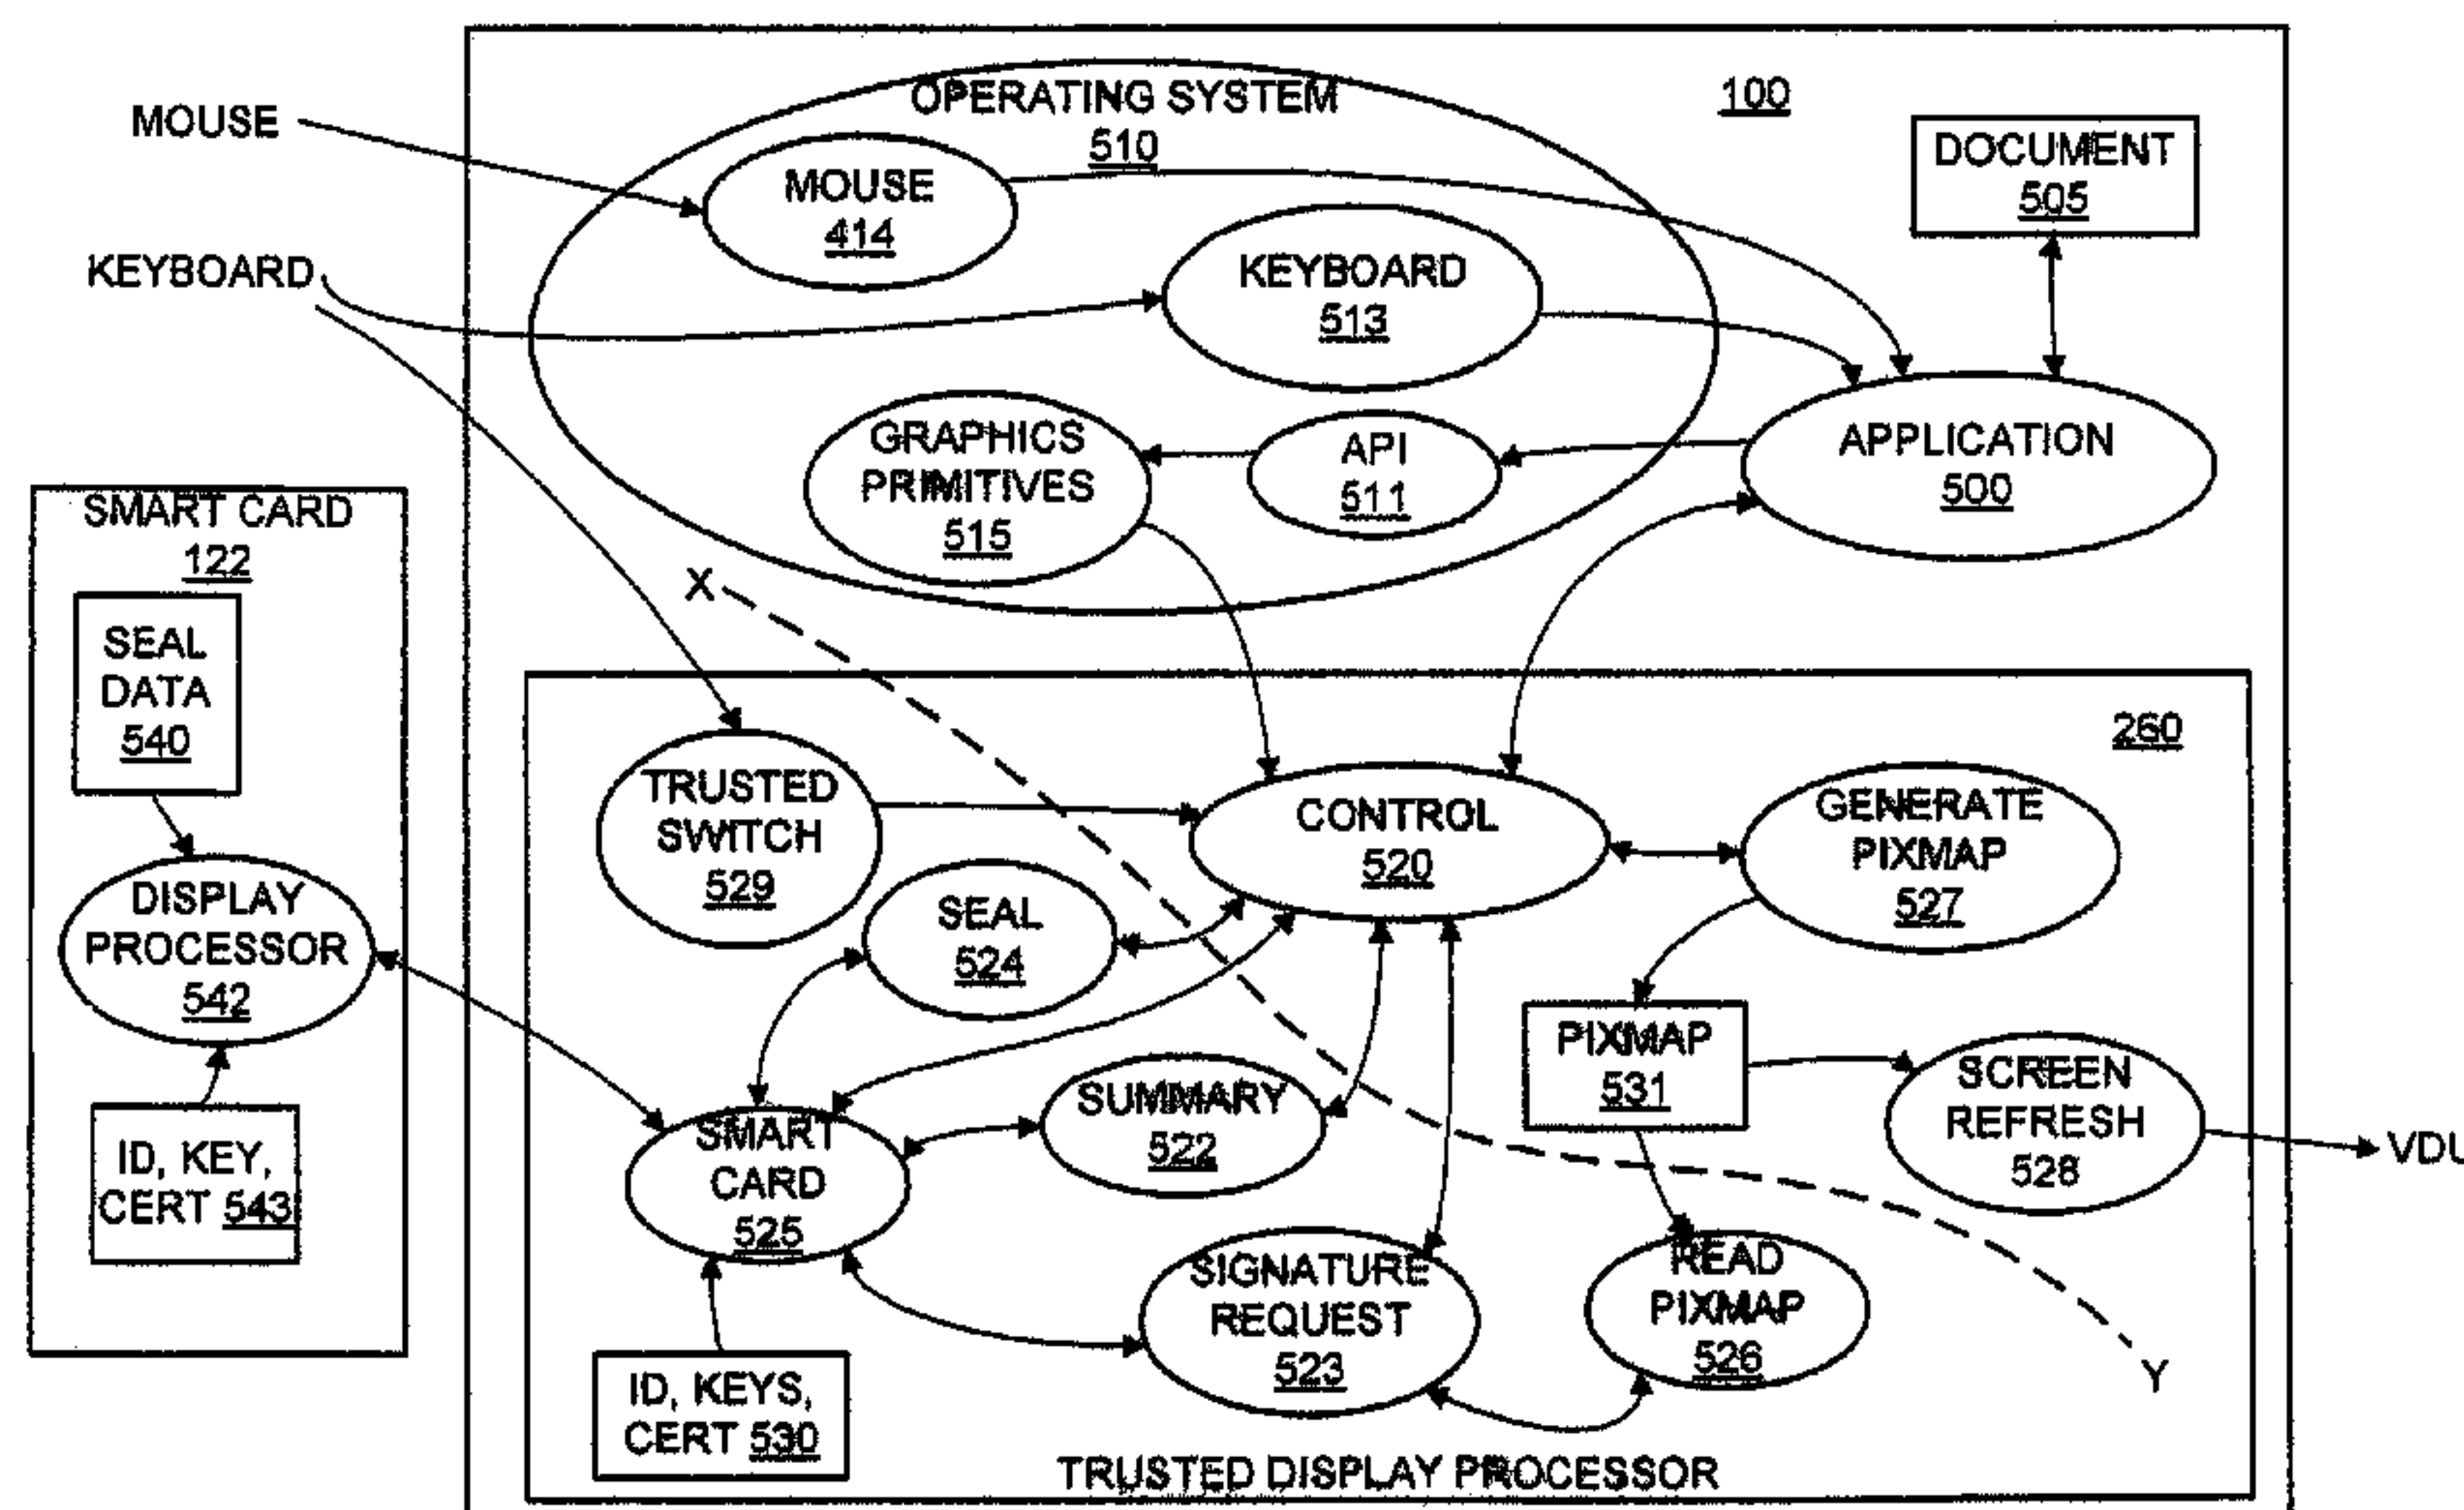 OPERATING SYSTEM
510
100
MOUSE
MOUSE
414
DOCUMENT
505
KEYBOARD
KEYBOARD
513
GRAPHICS
PRIMITIVES
515
API
511
APPLICATION
500
SMART CARD
122
X
SEAL
DATA
540
260
TRUSTED
SWITCH
529
CONTROL
520
GENERATE
PIXMAP
527
DISPLAY
PROCESSOR
542
SEAL
524
PIXMAP
531
SCREEN
REFRESH
528
VDU
SUMMARY
522
SMART
CARD
525
ID, KEY,
CERT 543
SIGNATURE
REQUEST
523
READ
PIXMAP
526
Y
ID, KEYS,
CERT 530
TRUSTED DISPLAY PROCESSOR